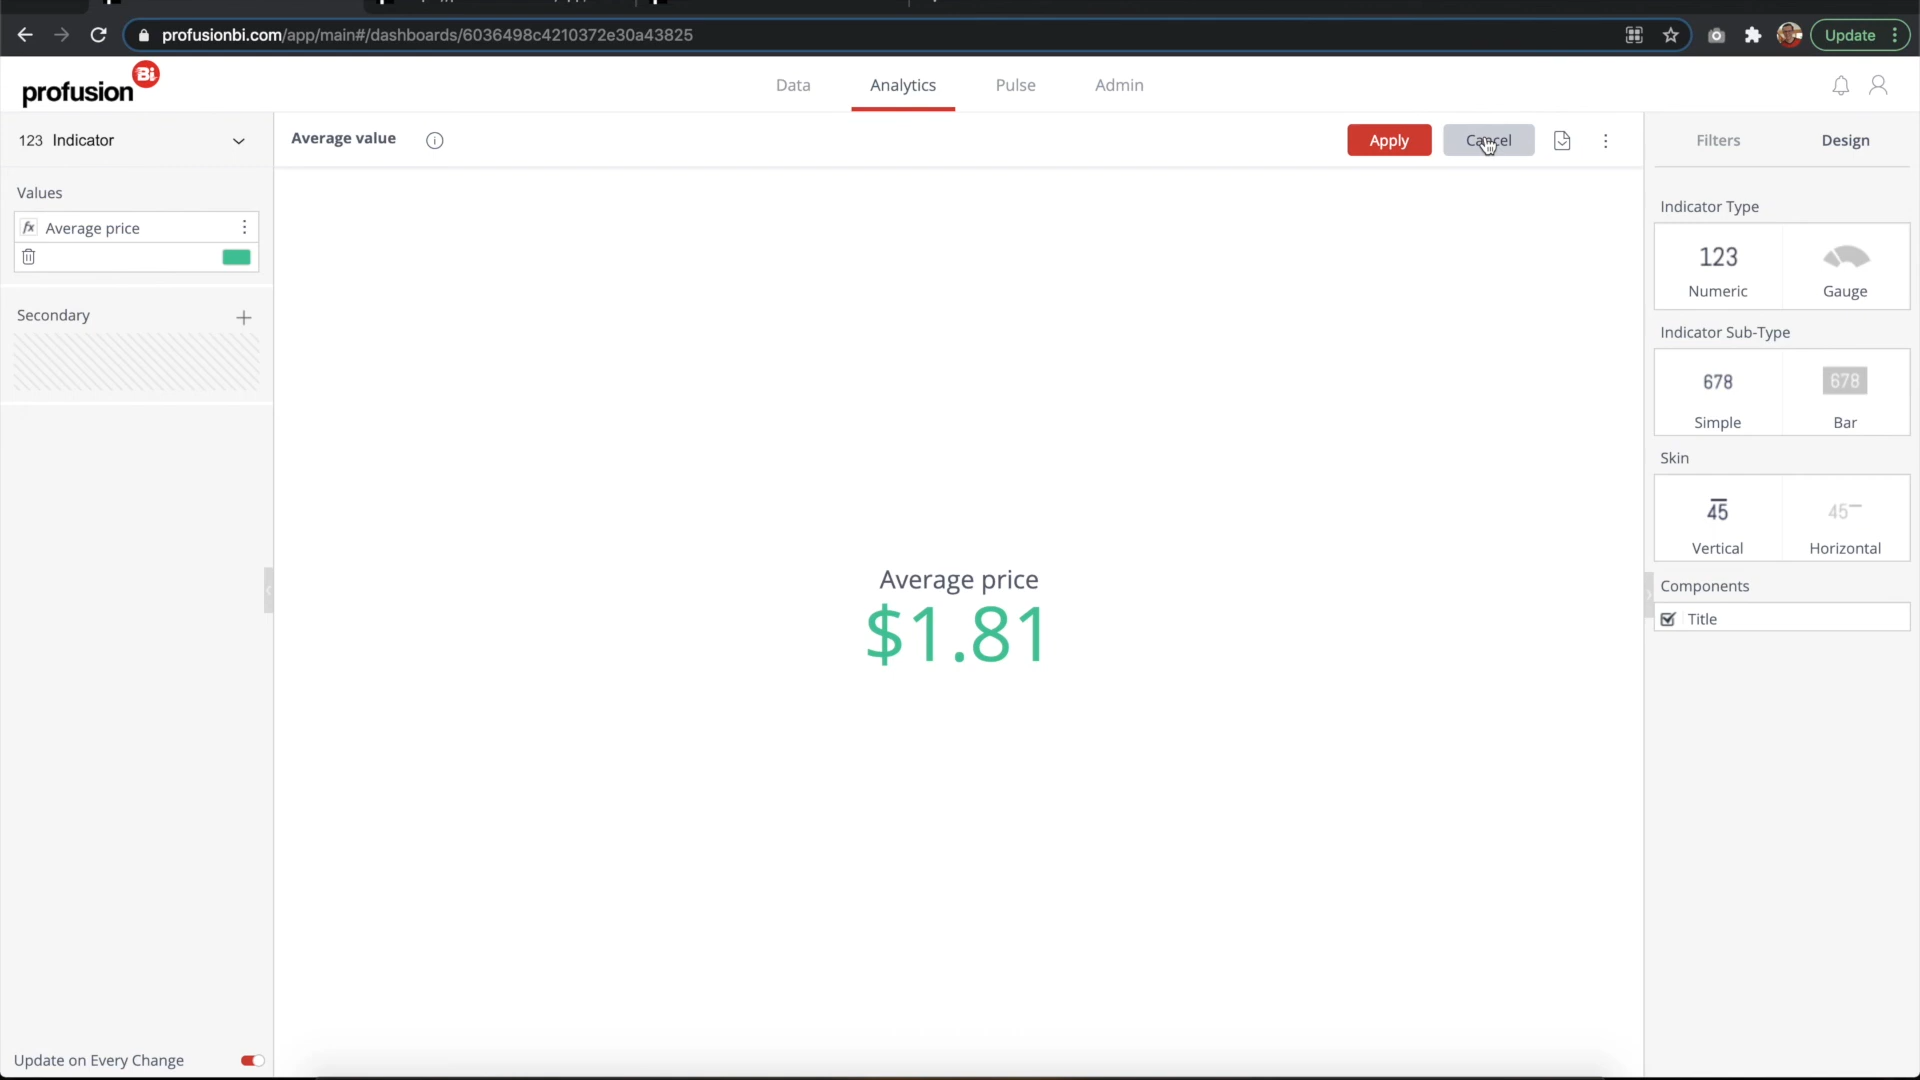 profusionbi.com/app/main#/dashboards/6036498c4210372e30a43825
Update
profusion Bi
Data
Analytics
Pulse
Admin
123 Indicator
Average value
Apply
Cancel
Filters
Design
Values
fx Average price
Secondary
Indicator Type
123
Numeric
Gauge
Indicator Sub-Type
678
678
Simple
Bar
Skin
45
45
Vertical
Horizontal
Components
Title
Average price
$1.81
Update on Every Change